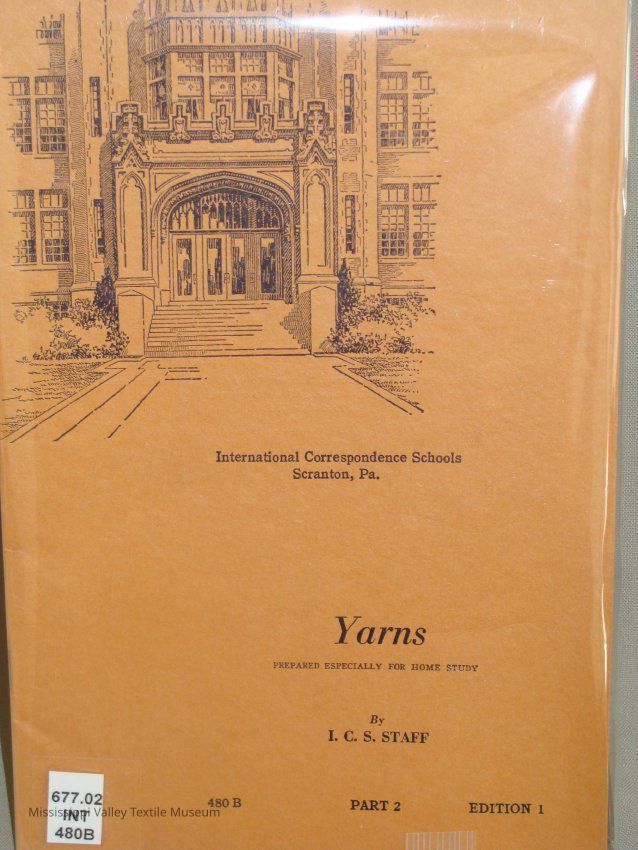 International Correspondence Schools
Scranton, Pa.
Yarns
PREPARED ESPECIALLY FOR HOME STUDY
By
I. C. S. STAFF
480 B
PART 2
EDITION 1
677.02
INT
480B
Mississippi Valley Textile Museum